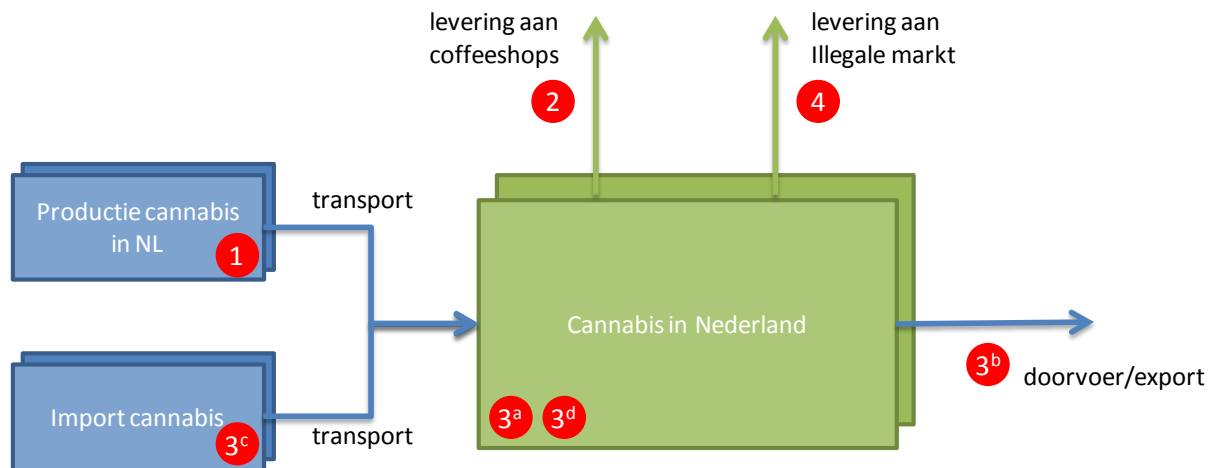 levering aan
coffeeshops
2
levering aan
Illegale markt
4
Productie cannabis
in NL
1
transport
Cannabis in Nederland
3ᵃ 3ᵈ
3ᵇ
doorvoer/export
Import cannabis
3ᶜ
transport